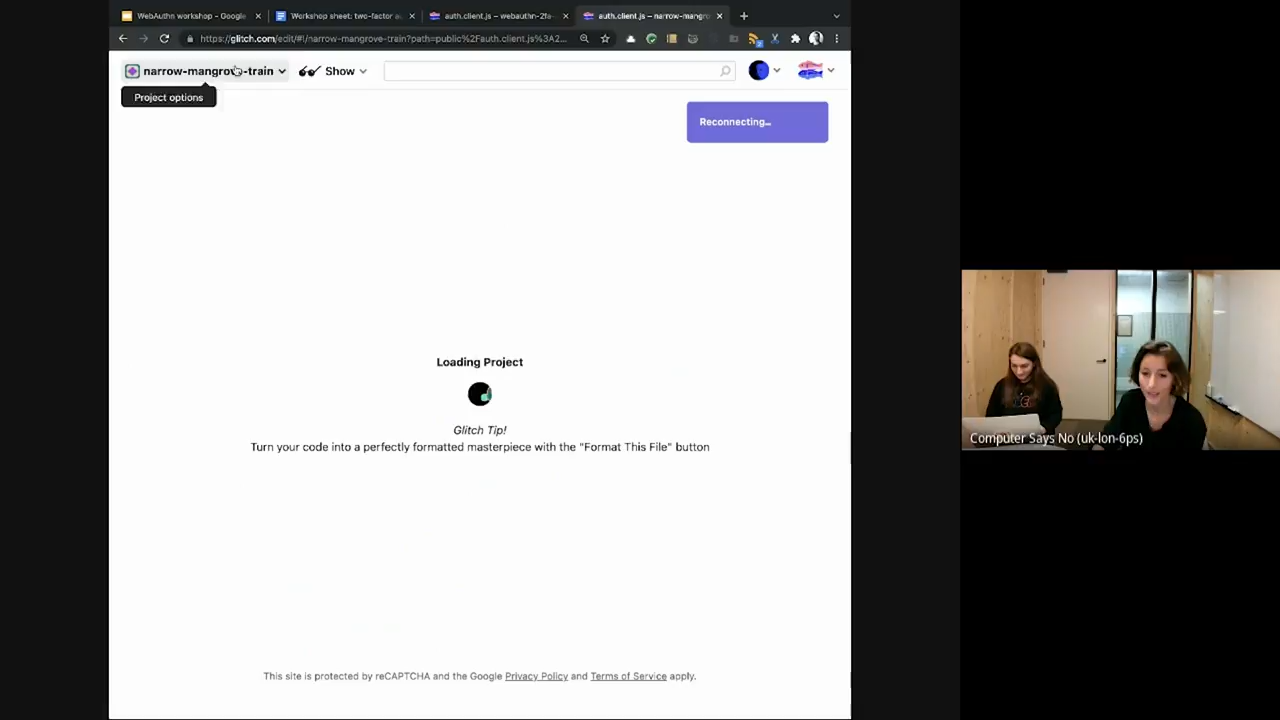 WebAuthn workshop - Google
Workshop sheet: two-factor a
auth.client.js – webauthn-2fa-
auth.client.js – narrow-mangro
https://glitch.com/edit/#!/narrow-mangrove-train?path=public%2Fauth.client.js%3A2...
narrow-mangrove-train
Show
Project options
Reconnecting...
Loading Project
Glitch Tip!
Turn your code into a perfectly formatted masterpiece with the "Format This File" button
This site is protected by reCAPTCHA and the Google Privacy Policy and Terms of Service apply.
Computer Says No (uk-lon-6ps)